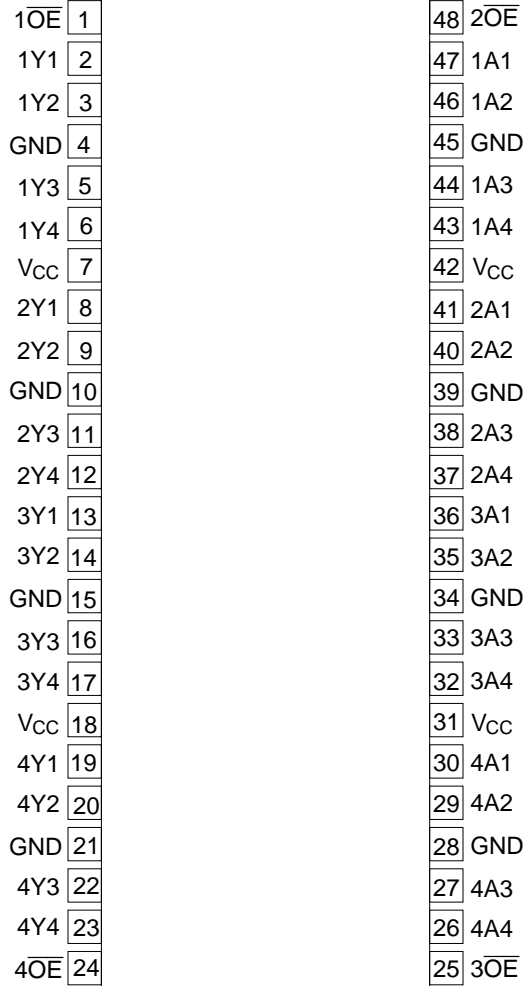 1O̅E̅ 1 48 2O̅E̅
1Y1 2 47 1A1
1Y2 3 46 1A2
GND 4 45 GND
1Y3 5 44 1A3
1Y4 6 43 1A4
VCC 7 42 VCC
2Y1 8 41 2A1
2Y2 9 40 2A2
GND 10 39 GND
2Y3 11 38 2A3
2Y4 12 37 2A4
3Y1 13 36 3A1
3Y2 14 35 3A2
GND 15 34 GND
3Y3 16 33 3A3
3Y4 17 32 3A4
VCC 18 31 VCC
4Y1 19 30 4A1
4Y2 20 29 4A2
GND 21 28 GND
4Y3 22 27 4A3
4Y4 23 26 4A4
4O̅E̅ 24 25 3O̅E̅